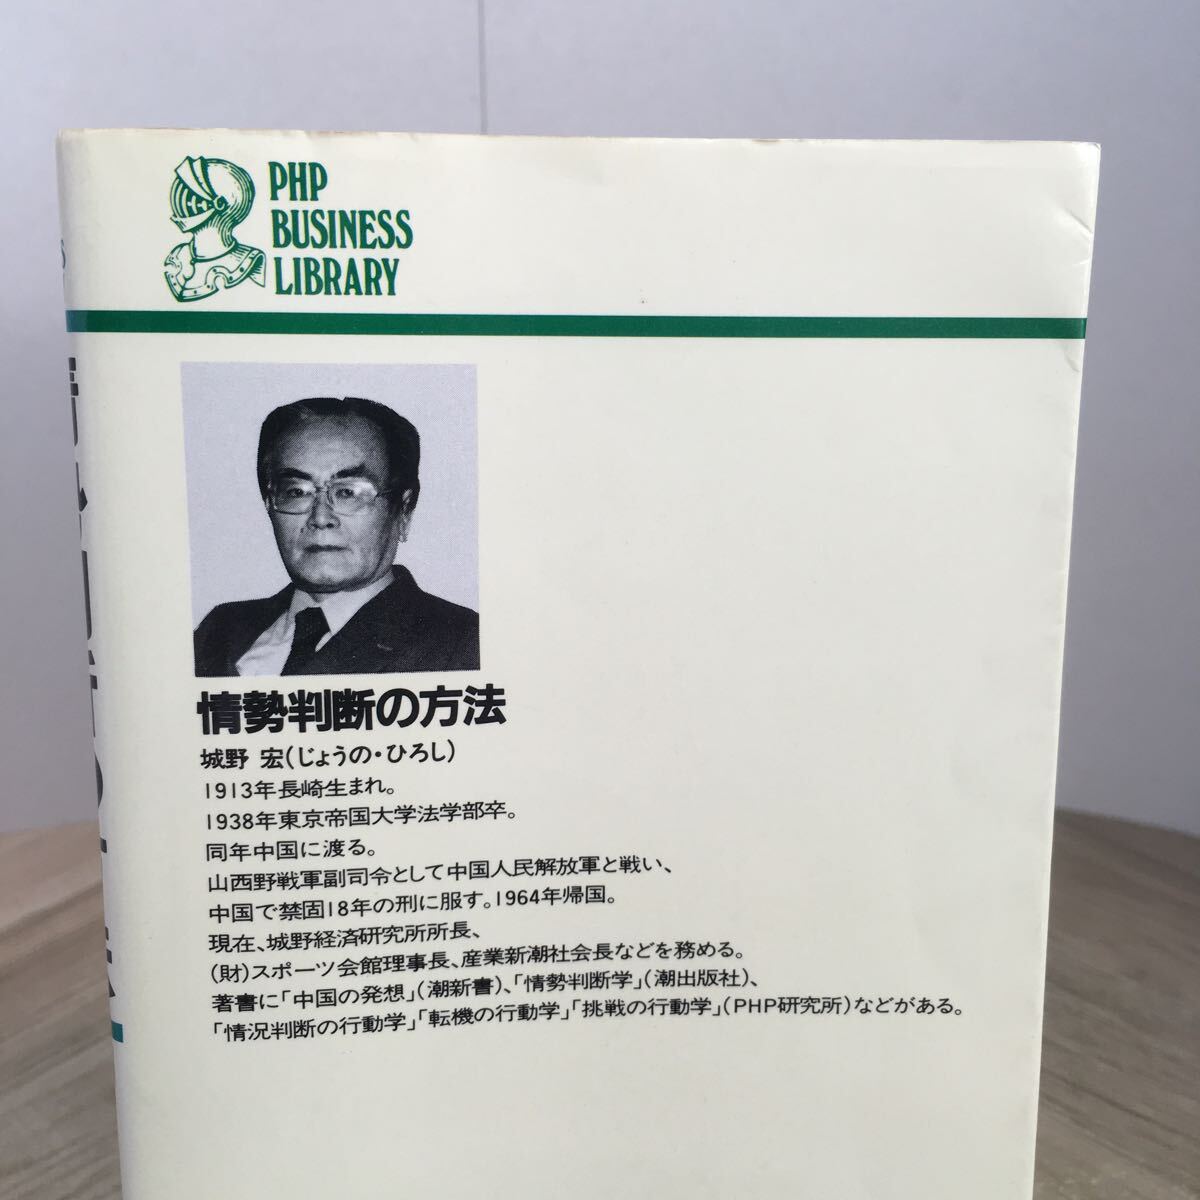 PHP
BUSINESS
LIBRARY
情勢判断の方法
城野 宏(じょうの・ひろし)
1913年長崎生まれ。
1938年東京帝国大学法学部卒。
同年中国に渡る。
山西野戦軍副司令として中国人民解放軍と戦い、
中国で禁固18年の刑に服す。1964年帰国。
現在、城野経済研究所所長、
(財)スポーツ会館理事長、産業新潮社会長などを務める。
著書に「中国の発想」(潮新書)、「情勢判断学」(潮出版社)、
「情況判断の行動学」「転機の行動学」「挑戦の行動学」(PHP研究所)などがある。